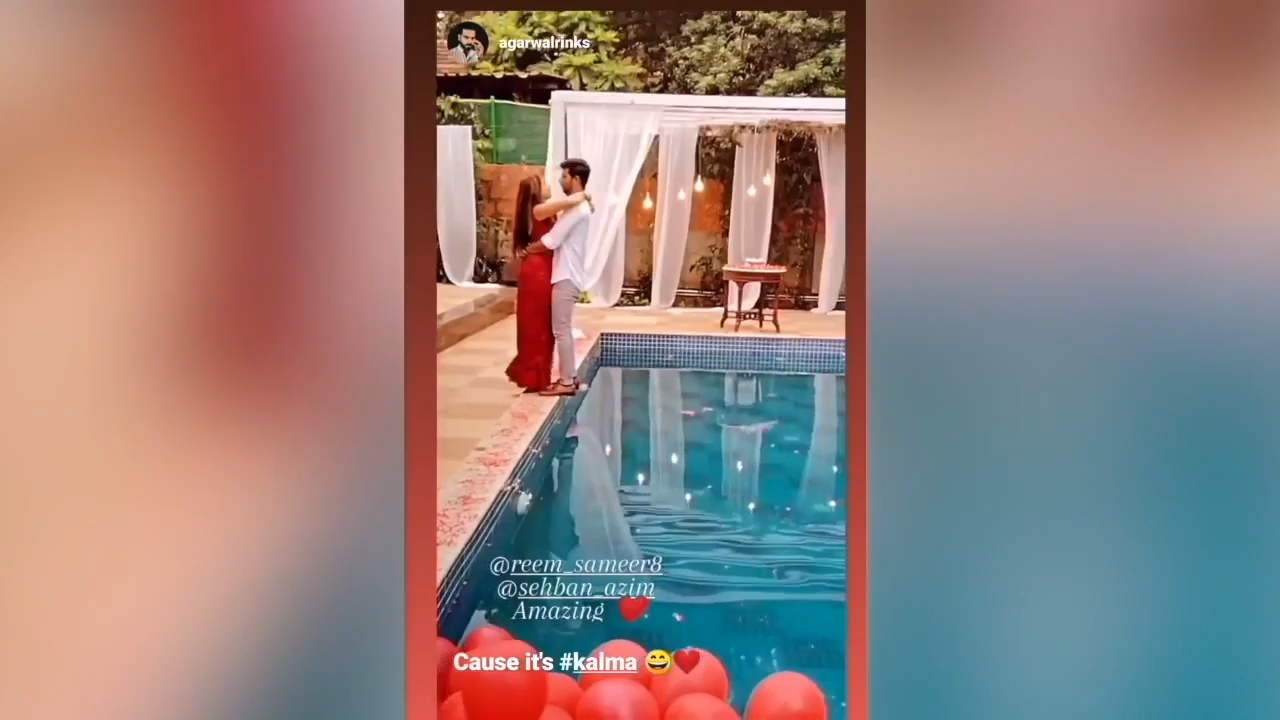 agarwalrinks
@reem_sameer8
@sehban_azim
Amazing ❤️
Cause it's #kalma 😄❤️